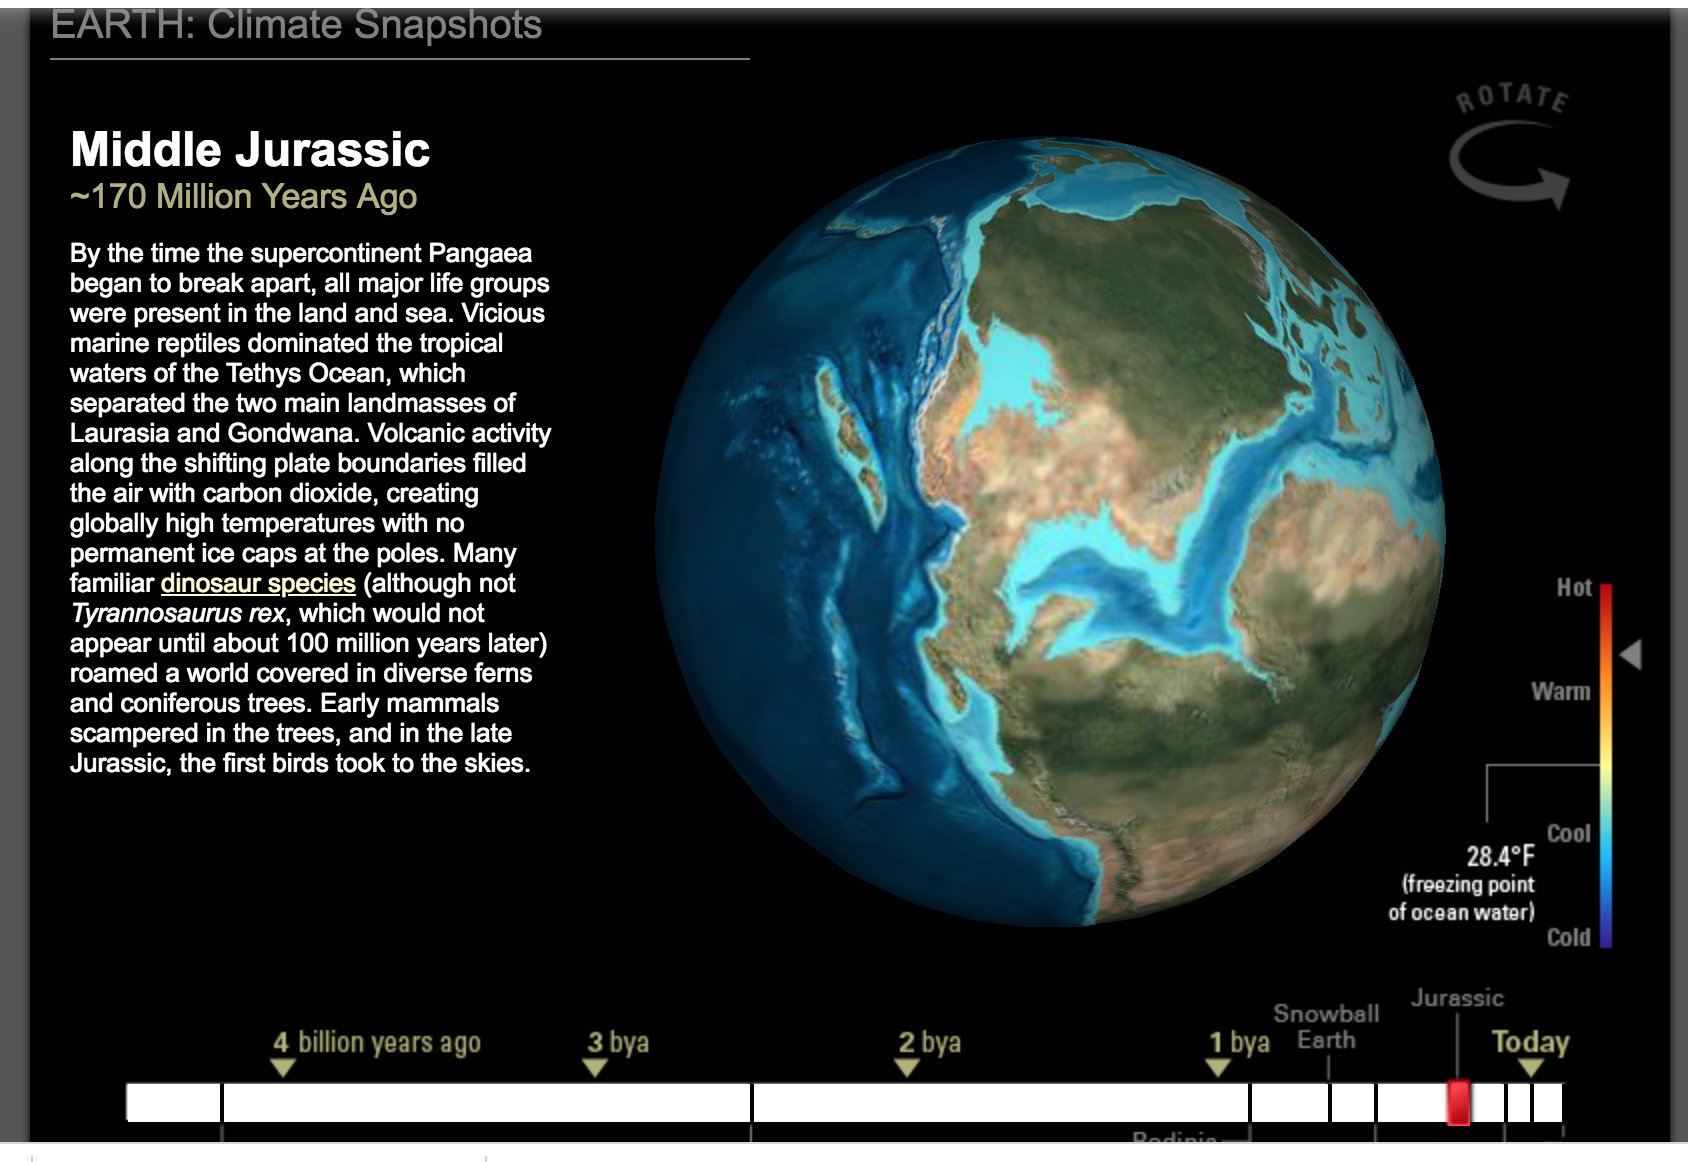 EARTH: Climate Snapshots
ROTATE
Middle Jurassic
~170 Million Years Ago
By the time the supercontinent Pangaea
began to break apart, all major life groups
were present in the land and sea. Vicious
marine reptiles dominated the tropical
waters of the Tethys Ocean, which
separated the two main landmasses of
Laurasia and Gondwana. Volcanic activity
along the shifting plate boundaries filled
the air with carbon dioxide, creating
globally high temperatures with no
permanent ice caps at the poles. Many
familiar dinosaur species (although not
Tyrannosaurus rex, which would not
appear until about 100 million years later)
roamed a world covered in diverse ferns
and coniferous trees. Early mammals
scampered in the trees, and in the late
Jurassic, the first birds took to the skies.
Hot
Warm
Cool
28.4°F
(freezing point
of ocean water)
Cold
Jurassic
Snowball
Earth
4 billion years ago
3 bya
2 bya
1 bya
Today
Rodinia